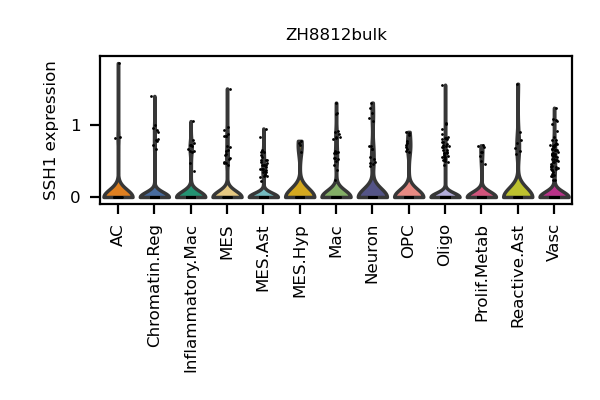 ZH8812bulk
SSH1 expression
1
0
AC
Chromatin.Reg
Inflammatory.Mac
MES
MES.Ast
MES.Hyp
Mac
Neuron
OPC
Oligo
Prolif.Metab
Reactive.Ast
Vasc